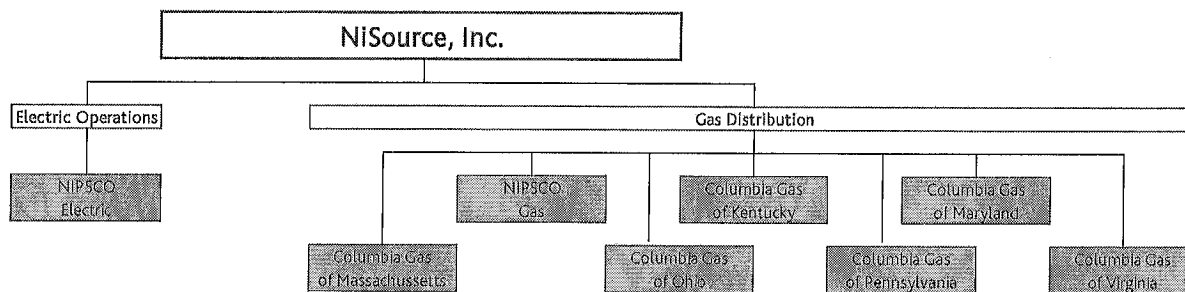 NiSource, Inc.
Electric Operations
Gas Distribution
NIPSCO
Electric
NIPSCO
Gas
Columbia Gas
of Kentucky
Columbia Gas
of Maryland
Columbia Gas
of Massachussetts
Columbia Gas
of Ohio
Columbia Gas
of Pennsylvania
Columbia Gas
of Virginia